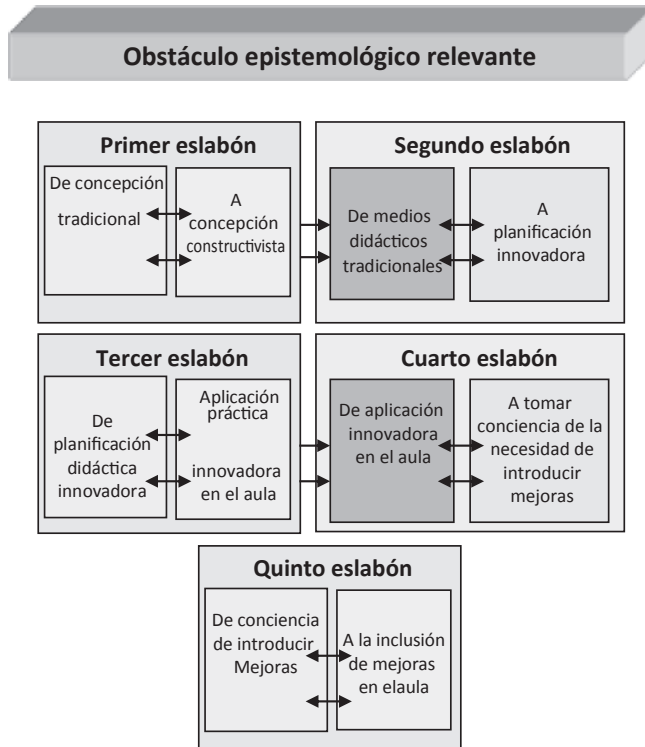 Obstáculo epistemológico relevante
Primer eslabón
De concepción
tradicional
A
concepción
constructivista
Segundo eslabón
De medios
didácticos
tradicionales
A
planificación
innovadora
Tercer eslabón
De
planificación
didáctica
innovadora
Aplicación
práctica
innovadora
en el aula
Cuarto eslabón
De aplicación
innovadora
en el aula
A tomar
conciencia de la
necesidad de
introducir
mejoras
Quinto eslabón
De conciencia
de introducir
Mejoras
A la inclusión
de mejoras
en elaula